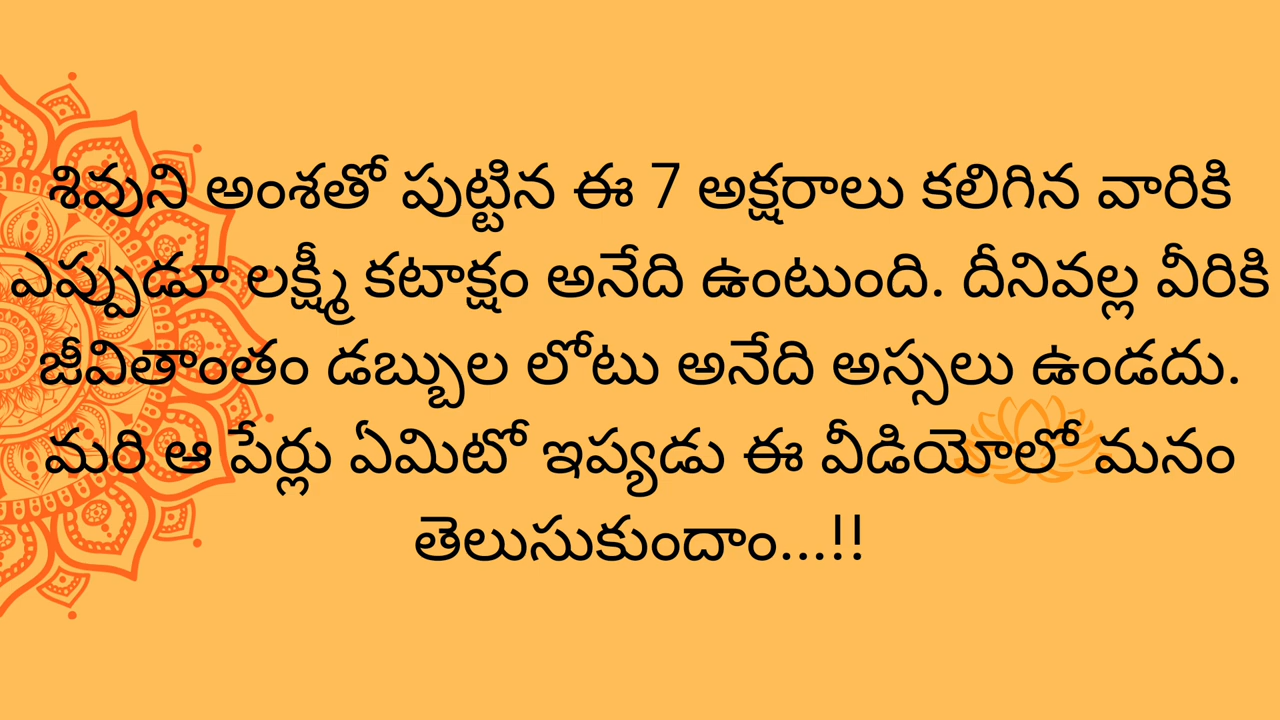 శివుని అంశతో పుట్టిన ఈ 7 అక్షరాలు కలిగిన వారికి
ఎప్పుడూ లక్ష్మీ కటాక్షం అనేది ఉంటుంది. దీనివల్ల వీరికి
జీవితాంతం డబ్బుల లోటు అనేది అస్సలు ఉండదు.
మరి ఆ పేర్లు ఏమిటో ఇప్యడు ఈ వీడియోలో మనం
తెలుసుకుందాం...!!